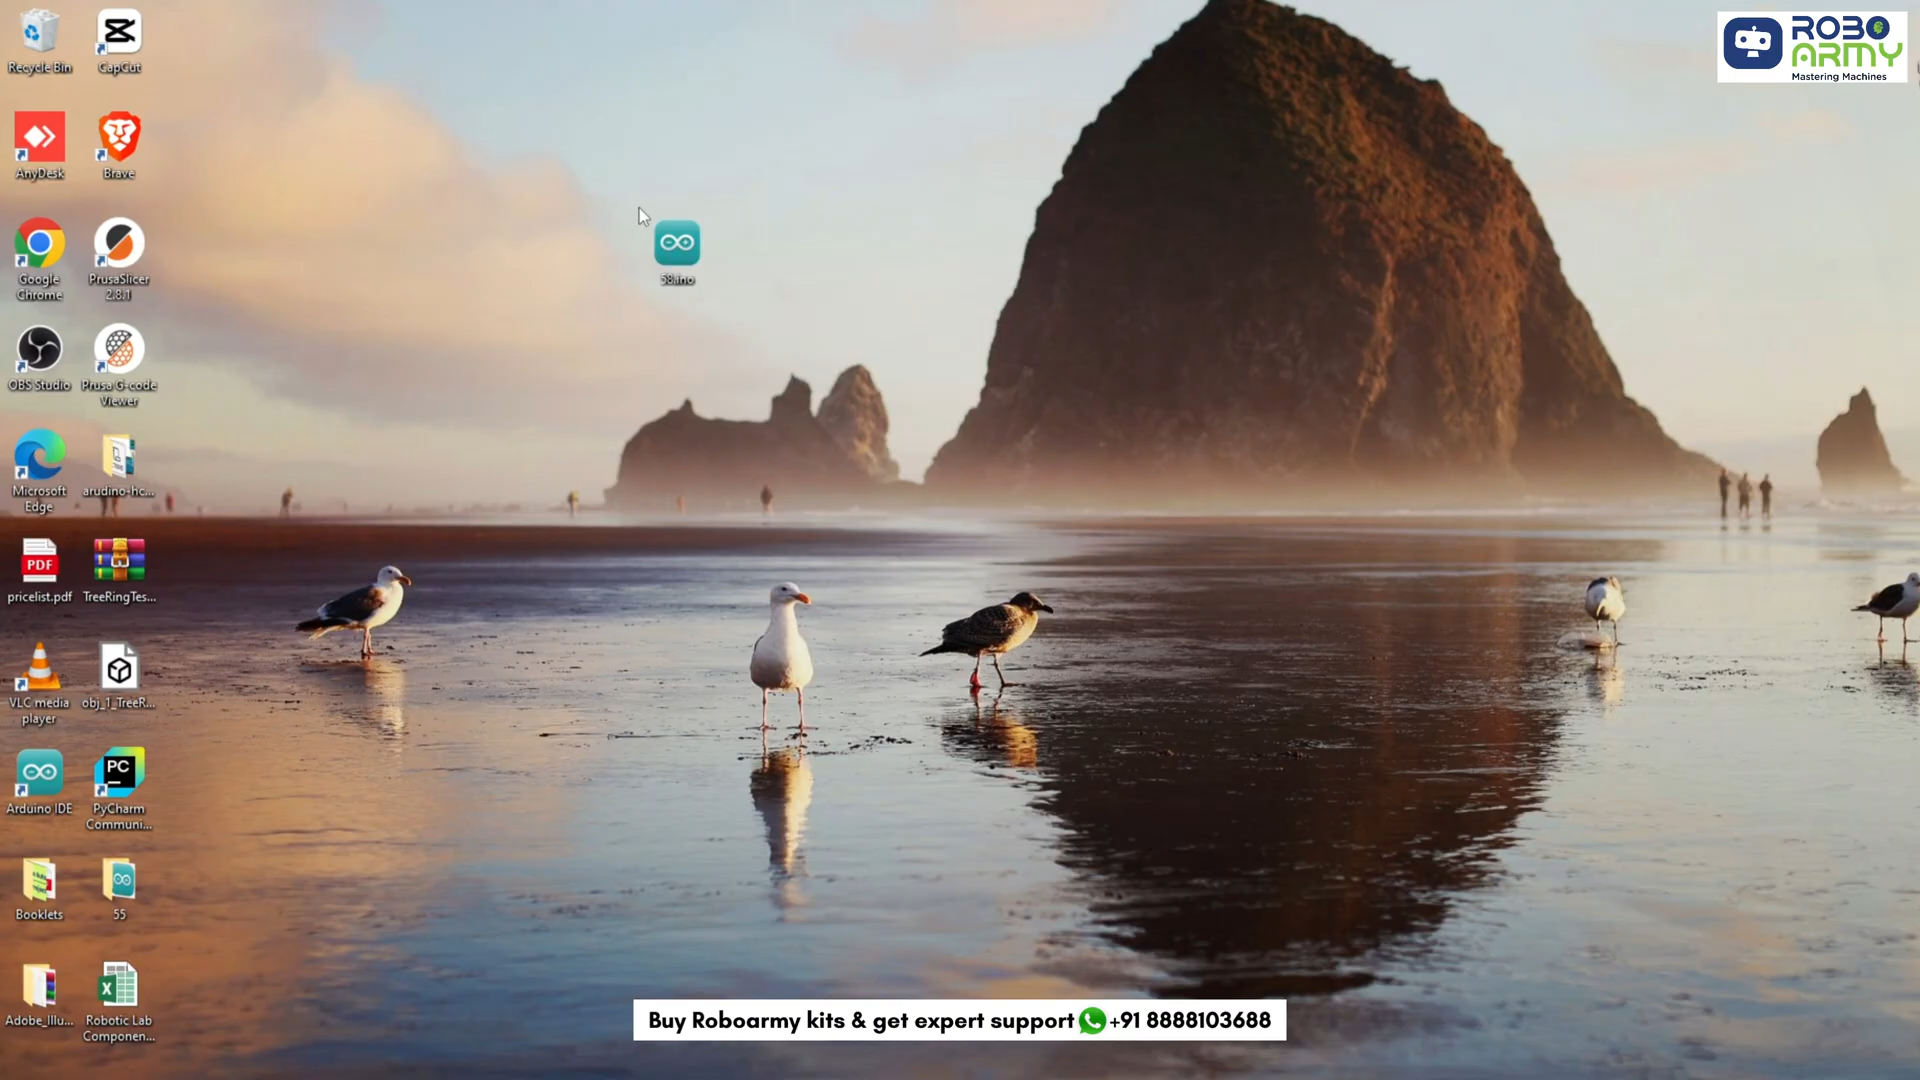 Recycle Bin
CapCut
ROBO
ARMY
Mastering Machines
AnyDesk
Brave
Google
Chrome
PrusaSlicer
2.8.1
58.ino
OBS Studio
Prusa G-code
Viewer
Microsoft
Edge
arudino-hc...
PDF
pricelist.pdf
TreeRingTes...
VLC media
player
obj_1_TreeR...
Arduino IDE
PC
PyCharm
Communi...
Booklets
55
Adobe_Illu...
Robotic Lab
Componen...
Buy Roboarmy kits & get expert support +91 8888103688